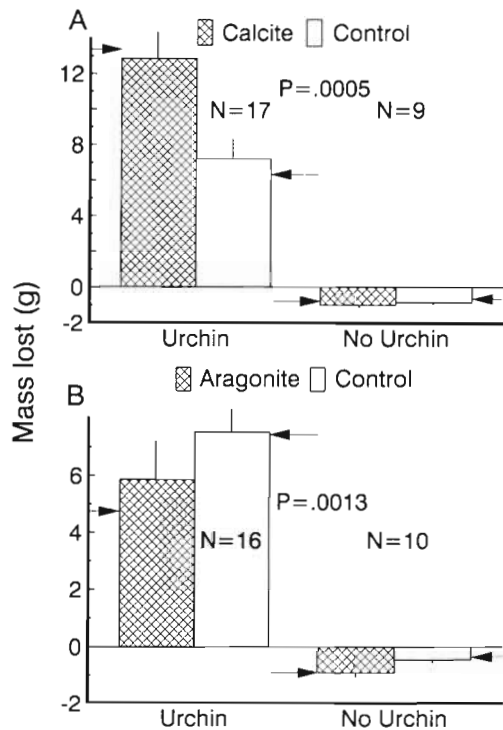 A
Calcite Control
12
8
4
0
-2
P=.0005
N=17 N=9
Urchin No Urchin
Mass lost (g)
B
Aragonite Control
6
4
2
0
-2
P=.0013
N=16 N=10
Urchin No Urchin